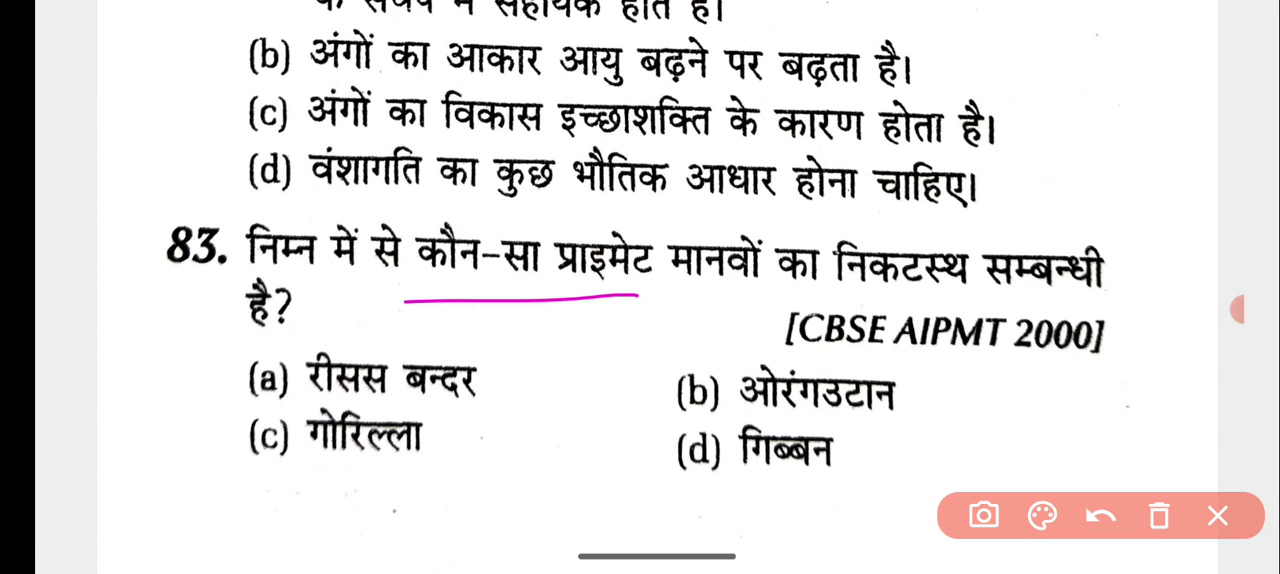 (b) अंगों का आकार आयु बढ़ने पर बढ़ता है।
(c) अंगों का विकास इच्छाशक्ति के कारण होता है।
(d) वंशागति का कुछ भौतिक आधार होना चाहिए।
83. निम्न में से कौन-सा प्राइमेट मानवों का निकटस्थ सम्बन्धी
है?
[CBSE AIPMT 2000]
(a) रीसस बन्दर (b) ओरंगउटान
(c) गोरिल्ला (d) गिब्बन